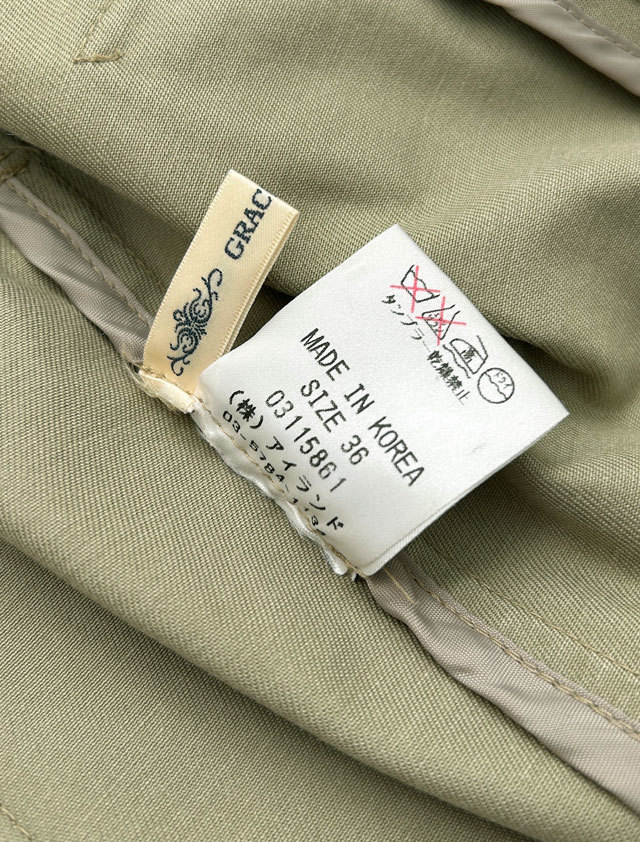 GRAC
タンブラー乾燥禁止
MADE IN KOREA
SIZE 36
03115861
(株)アイランド